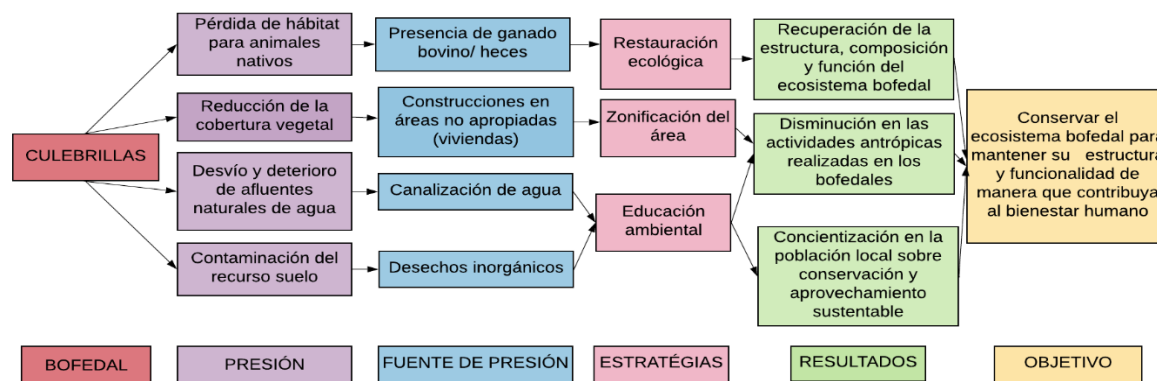 CULEBRILLAS
Pérdida de hábitat
para animales
nativos
Reducción de la
cobertura vegetal
Desvío y deterioro
de afluentes
naturales de agua
Contaminación del
recurso suelo
Presencia de ganado
bovino/ heces
Construcciones en
áreas no apropiadas
(viviendas)
Canalización de agua
Desechos inorgánicos
Restauración
ecológica
Zonificación del
área
Educación
ambiental
Recuperación de la
estructura, composición
y función del
ecosistema bofedal
Disminución en las
actividades antrópicas
realizadas en los
bofedales
Concientización en la
población local sobre
conservación y
aprovechamiento
sustentable
Conservar el
ecosistema bofedal para
mantener su estructura
y funcionalidad de
manera que contribuya
al bienestar humano
BOFEDAL
PRESIÓN
FUENTE DE PRESIÓN
ESTRATÉGIAS
RESULTADOS
OBJETIVO